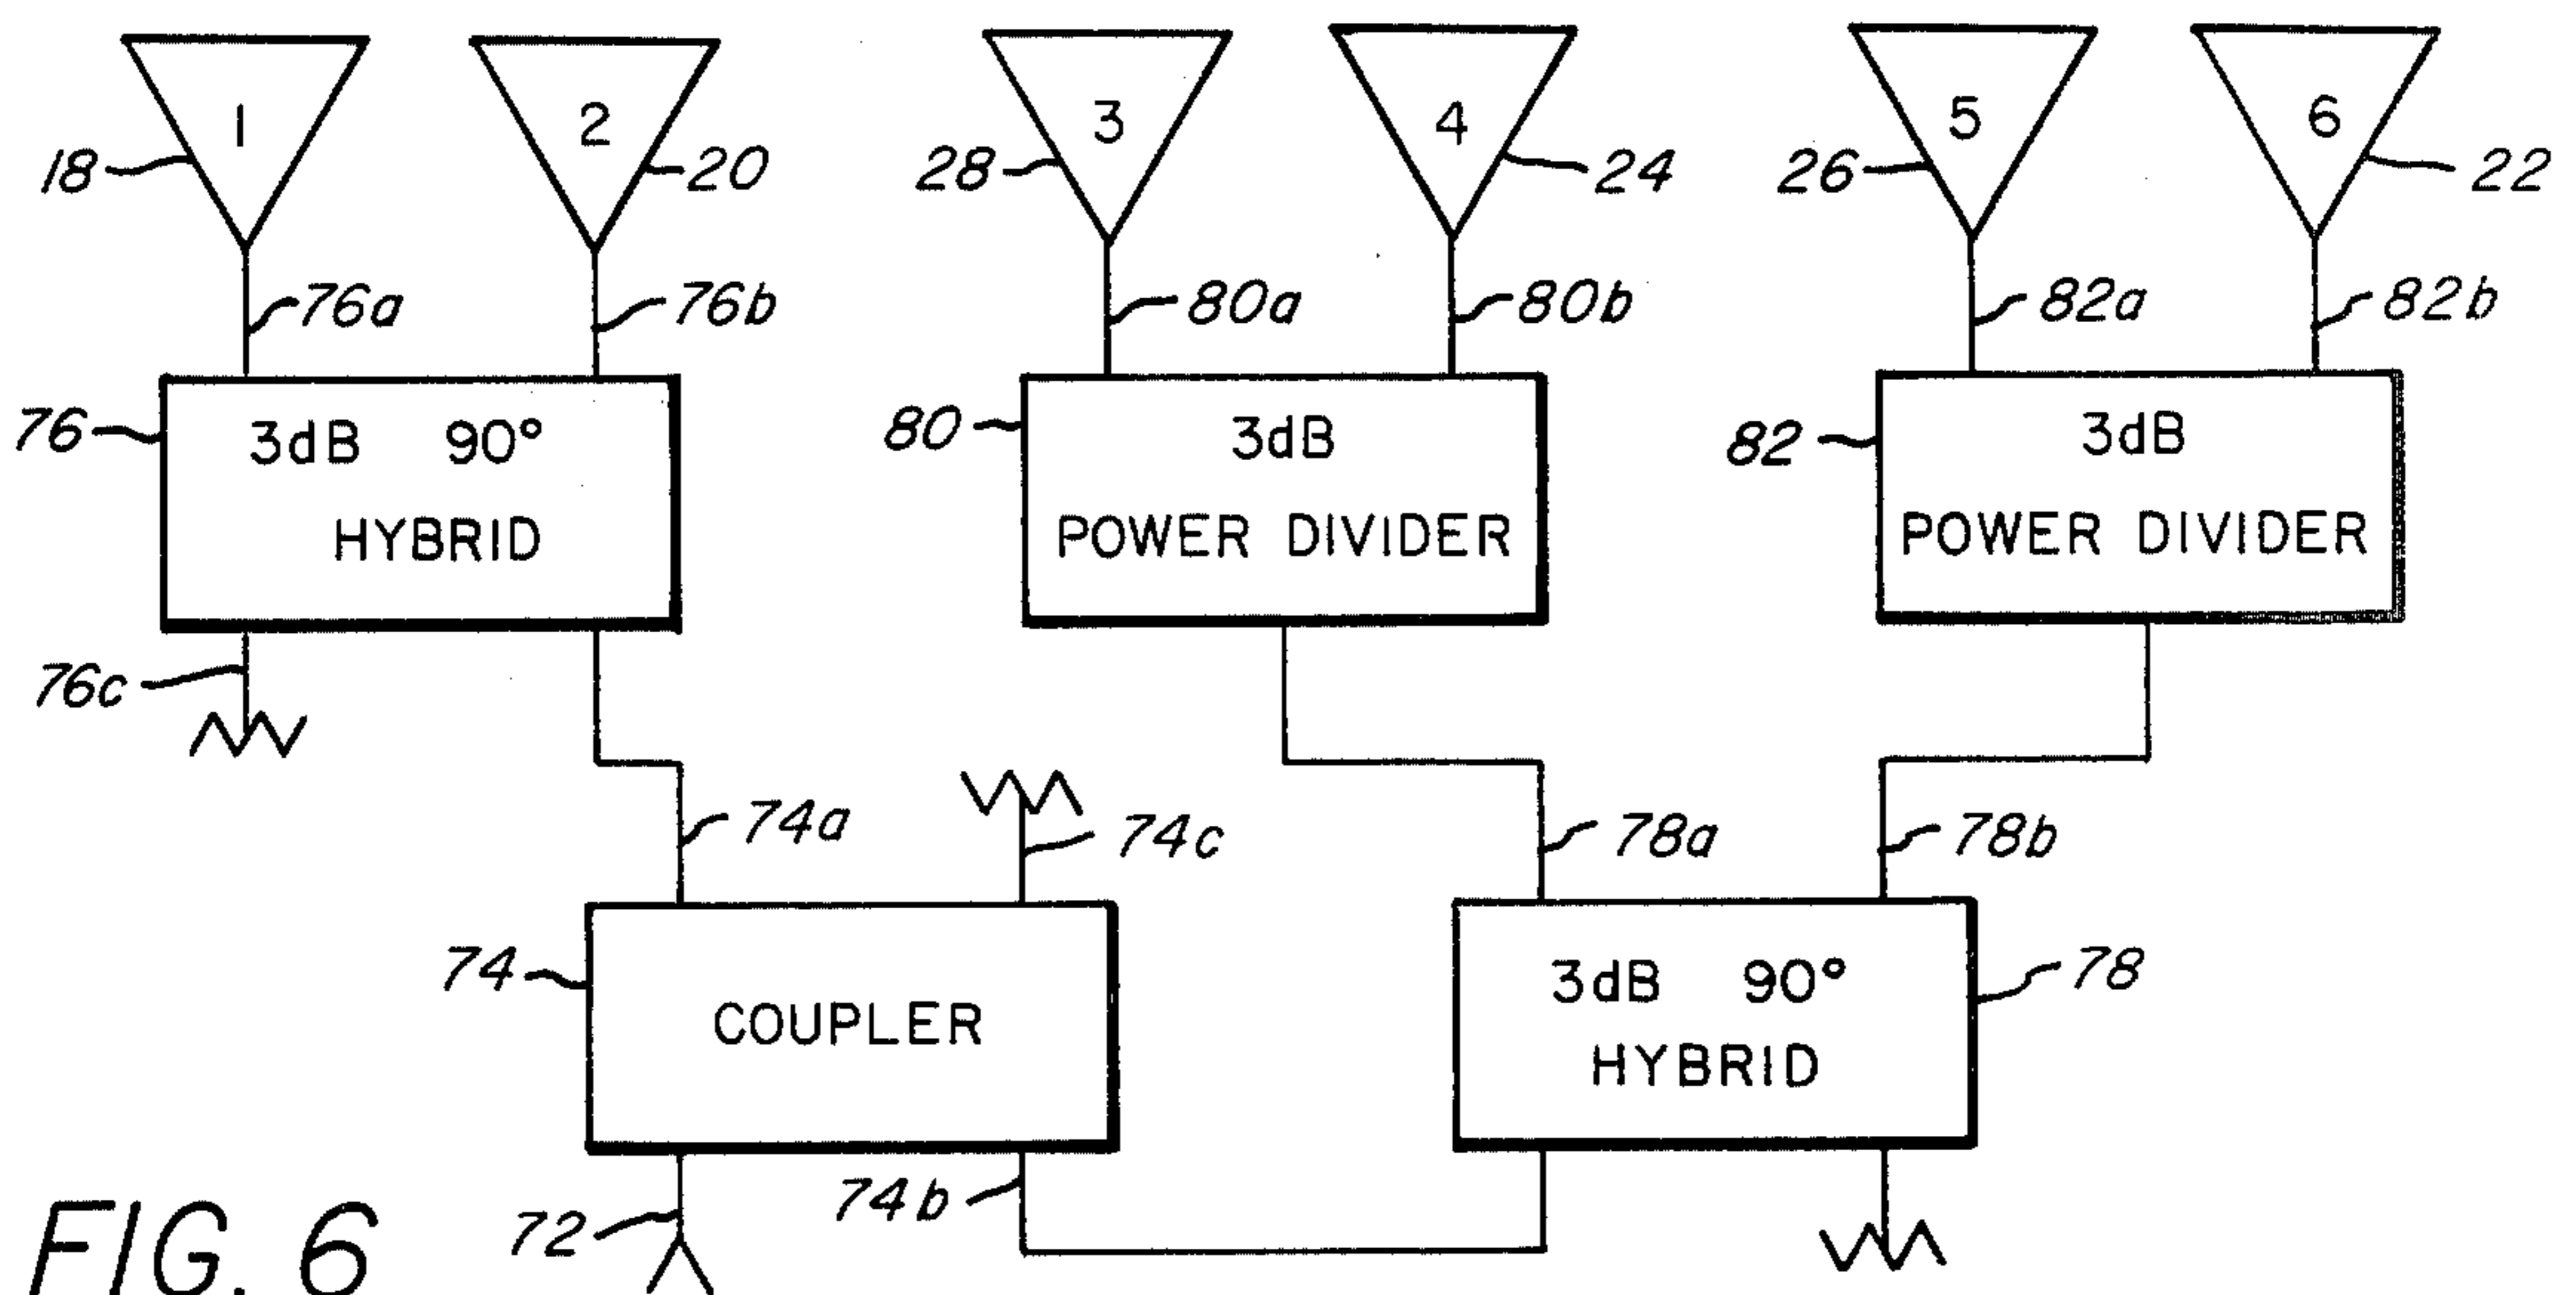 1 2 3 4 5 6
18 20 28 24 26 22
76a 76b 80a 80b 82a 82b
76 3dB 90° 80 3dB 82 3dB
HYBRID POWER DIVIDER POWER DIVIDER
76c
74a 74c 78a 78b
74 COUPLER 3dB 90° 78
HYBRID
72 74b
FIG. 6